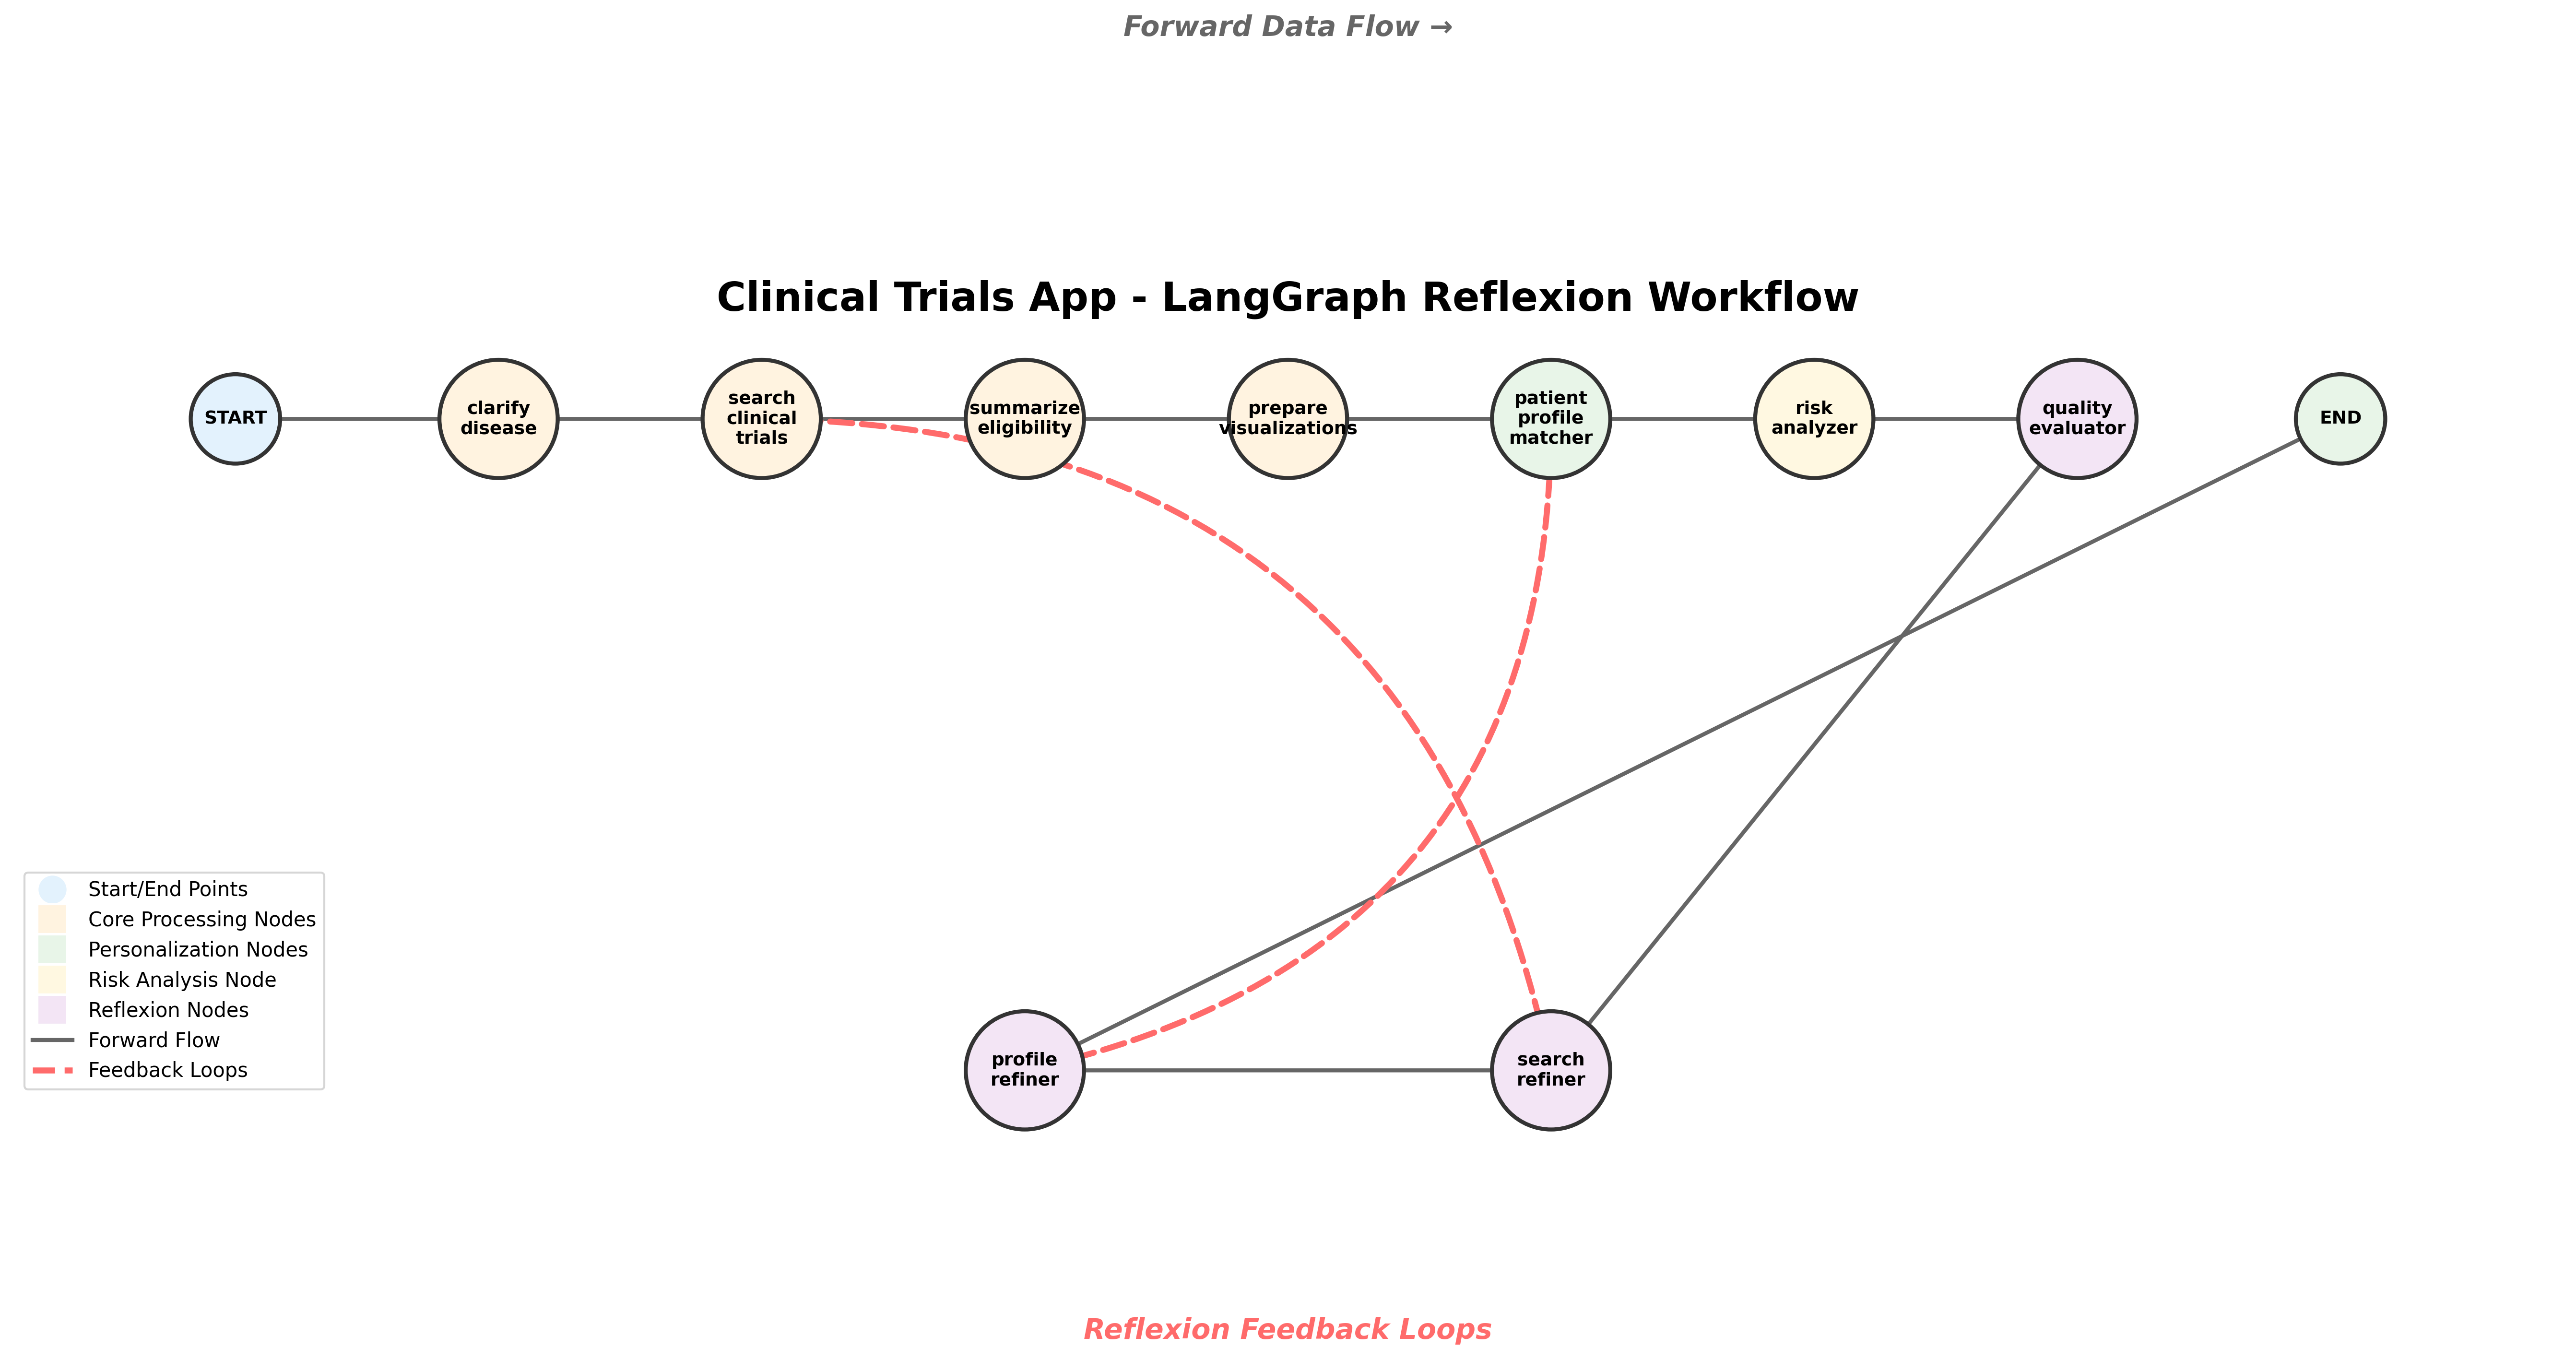 Forward Data Flow →
Clinical Trials App - LangGraph Reflexion Workflow
START
clarify
disease
search
clinical
trials
summarize
eligibility
prepare
visualizations
patient
profile
matcher
risk
analyzer
quality
evaluator
END
Start/End Points
Core Processing Nodes
Personalization Nodes
Risk Analysis Node
Reflexion Nodes
Forward Flow
Feedback Loops
profile
refiner
search
refiner
Reflexion Feedback Loops